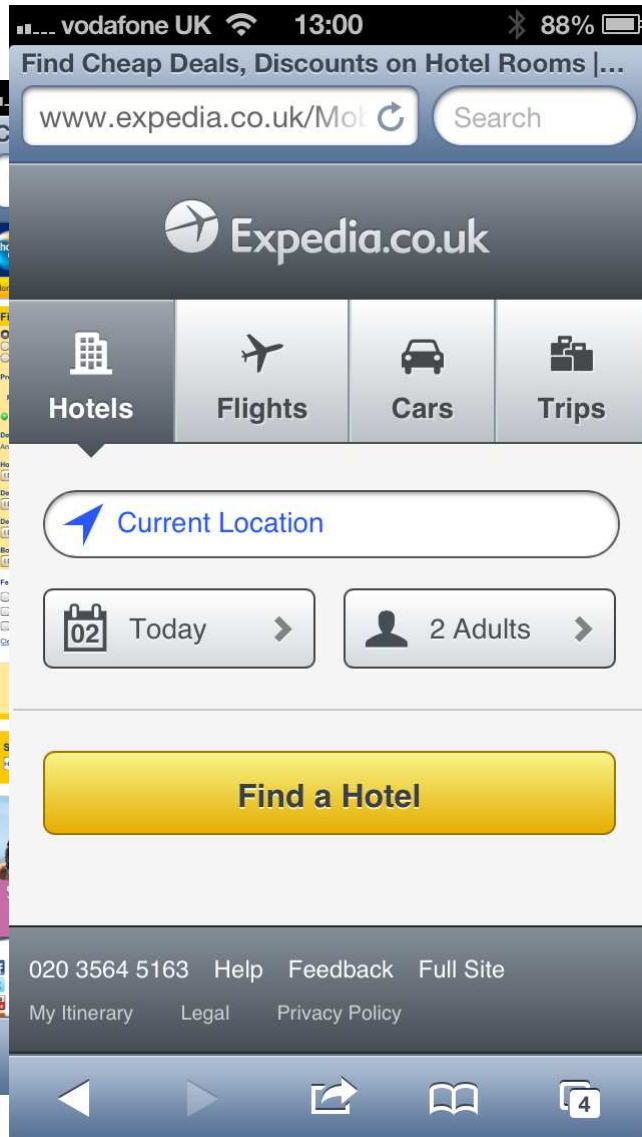 vodafone UK 13:00 88%
Find Cheap Deals, Discounts on Hotel Rooms |...
www.expedia.co.uk/Mob Search
Expedia.co.uk
Hotels Flights Cars Trips
Current Location
02 Today 2 Adults
Find a Hotel
020 3564 5163 Help Feedback Full Site
My Itinerary Legal Privacy Policy
4